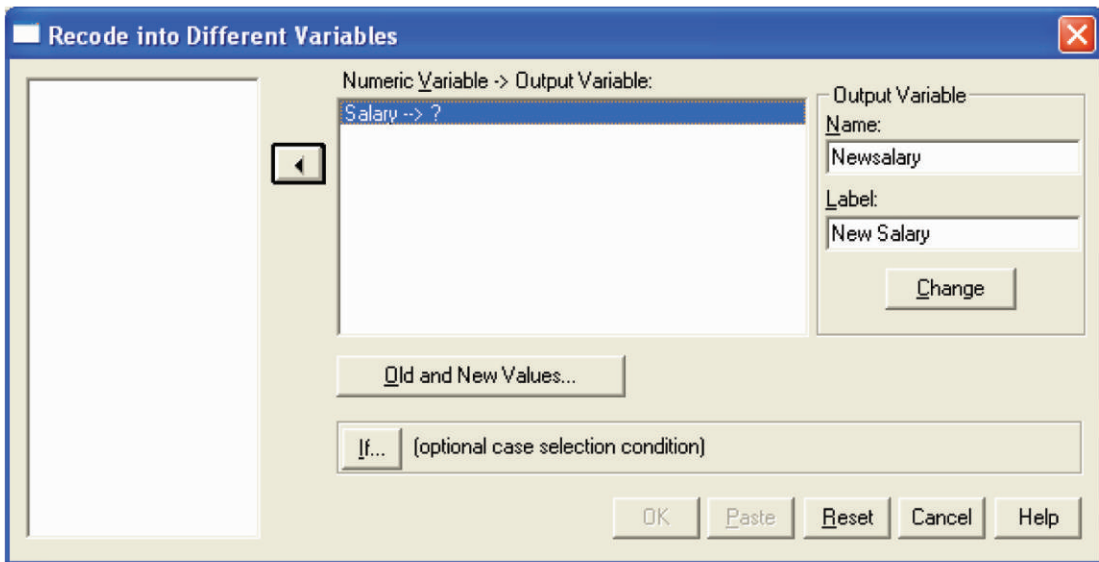 Recode into Different Variables
Numeric Variable -> Output Variable:
Salary --> ?
Output Variable
Name:
Newsalary
Label:
New Salary
Change
Old and New Values...
If...
(optional case selection condition)
OK
Paste
Reset
Cancel
Help